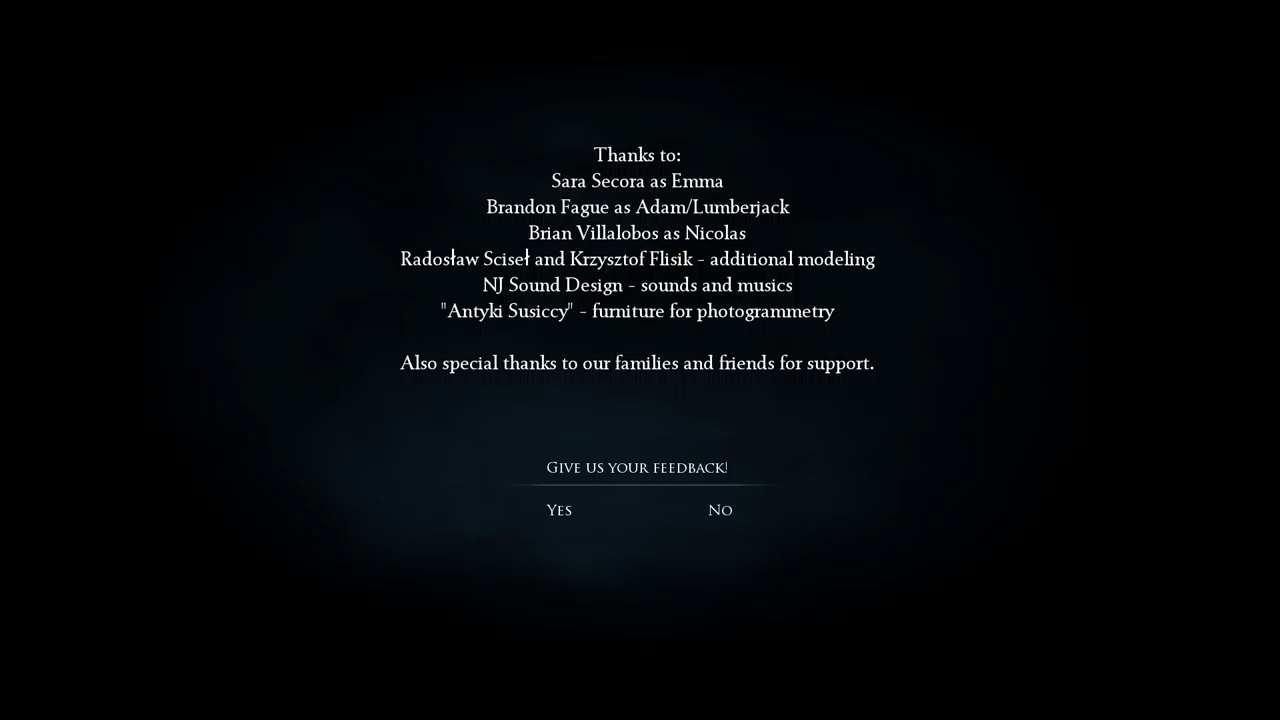 Thanks to:
Sara Secora as Emma
Brandon Fague as Adam/Lumberjack
Brian Villalobos as Nicolas
Radosław Sciseł and Krzysztof Flisik - additional modeling
NJ Sound Design - sounds and musics
"Antyki Susiccy" - furniture for photogrammetry
Also special thanks to our families and friends for support.
Give us your feedback!
Yes No